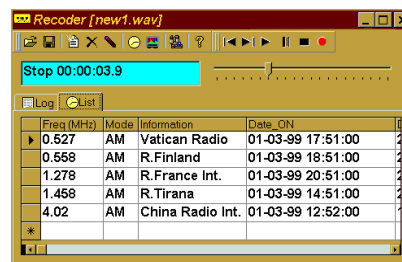 Recoder [new1.wav]
Stop 00:00:03.9
Log List
Freq (MHz) Mode Information Date_ON
0.527 AM Vatican Radio 01-03-99 17:51:00
0.558 AM R.Finland 01-03-99 18:51:00
1.278 AM R.France Int. 01-03-99 20:51:00
1.458 AM R.Tirana 01-03-99 14:51:00
4.02 AM China Radio Int. 01-03-99 12:52:00